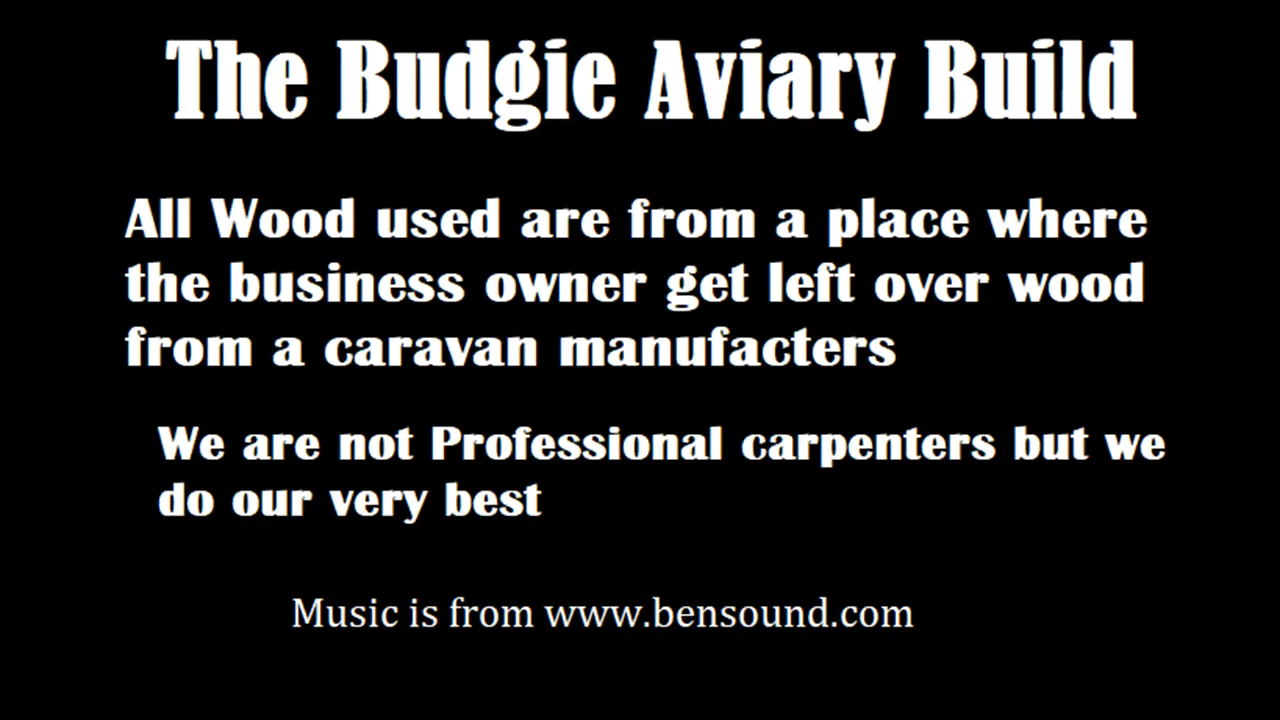 The Budgie Aviary Build
All Wood used are from a place where
the business owner get left over wood
from a caravan manufacters
We are not Professional carpenters but we
do our very best
Music is from www.bensound.com